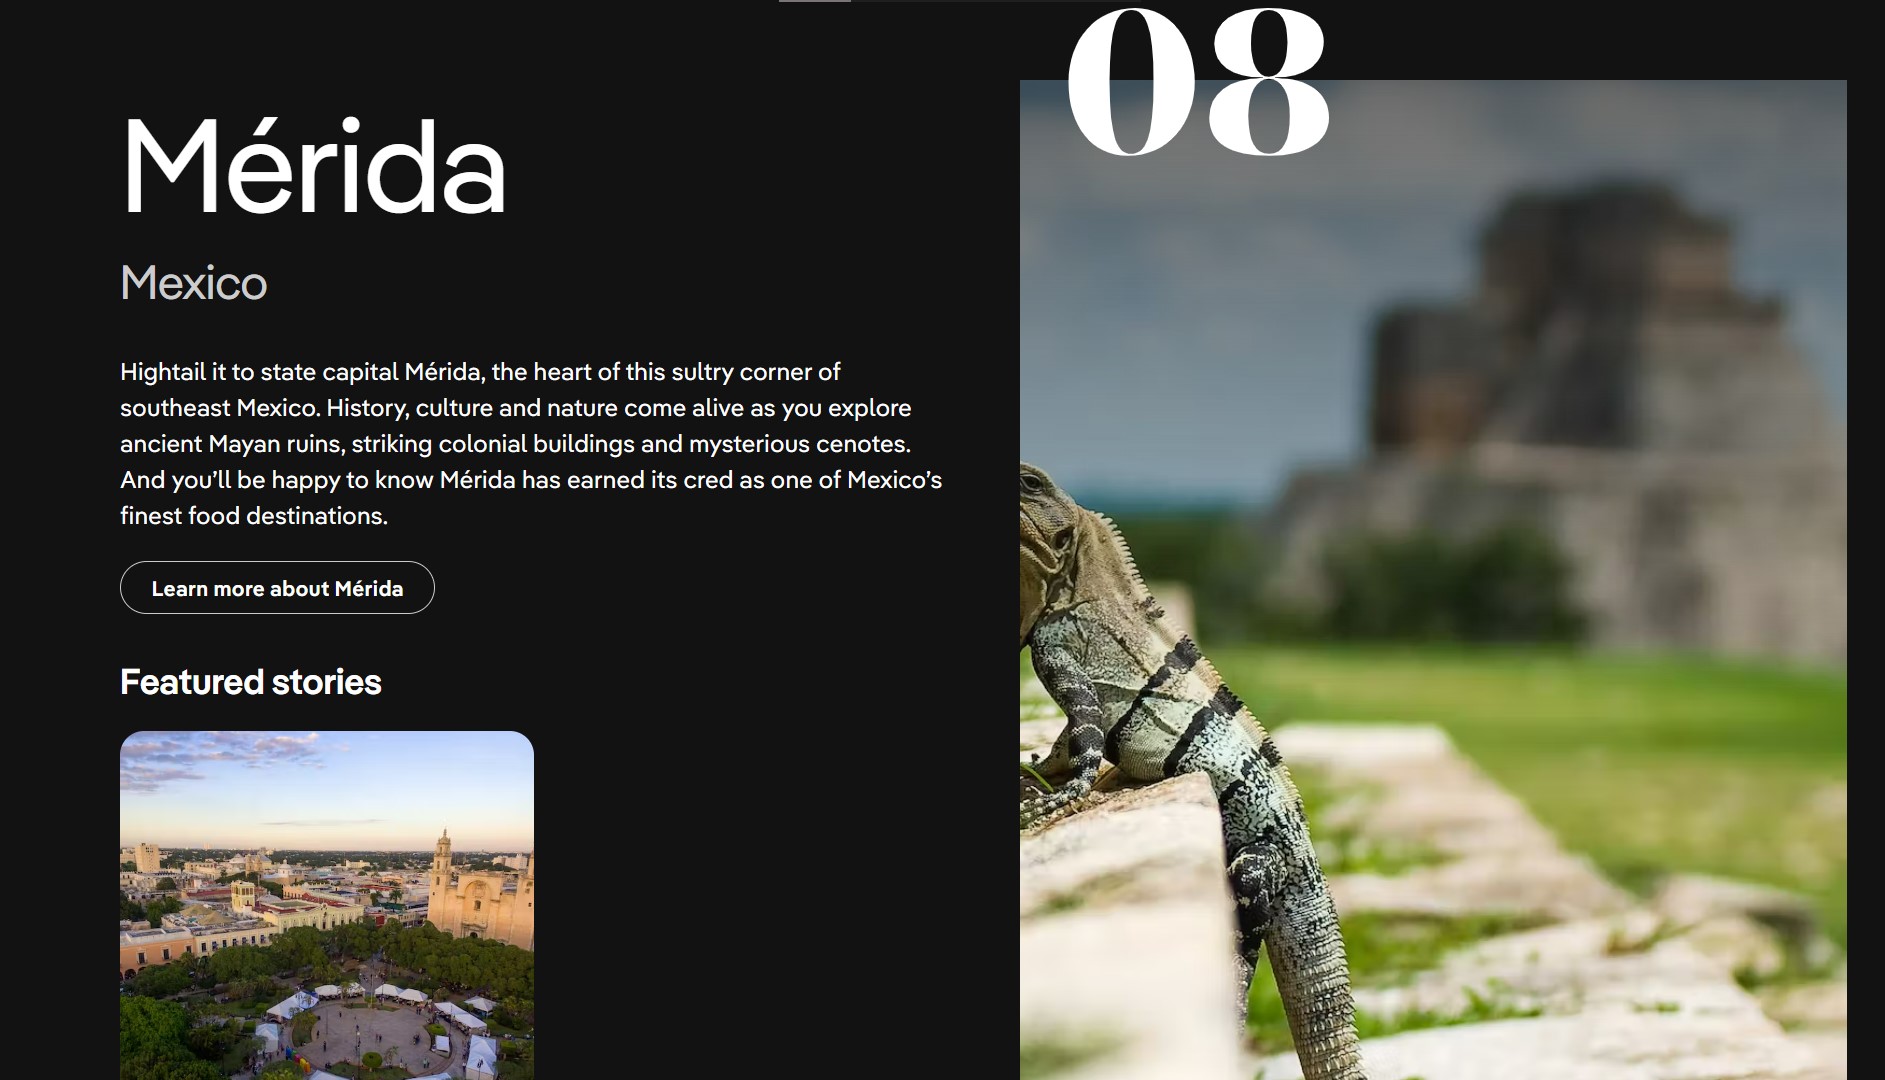 08
Mérida
Mexico
Hightail it to state capital Mérida, the heart of this sultry corner of
southeast Mexico. History, culture and nature come alive as you explore
ancient Mayan ruins, striking colonial buildings and mysterious cenotes.
And you’ll be happy to know Mérida has earned its cred as one of Mexico’s
finest food destinations.
Learn more about Mérida
Featured stories